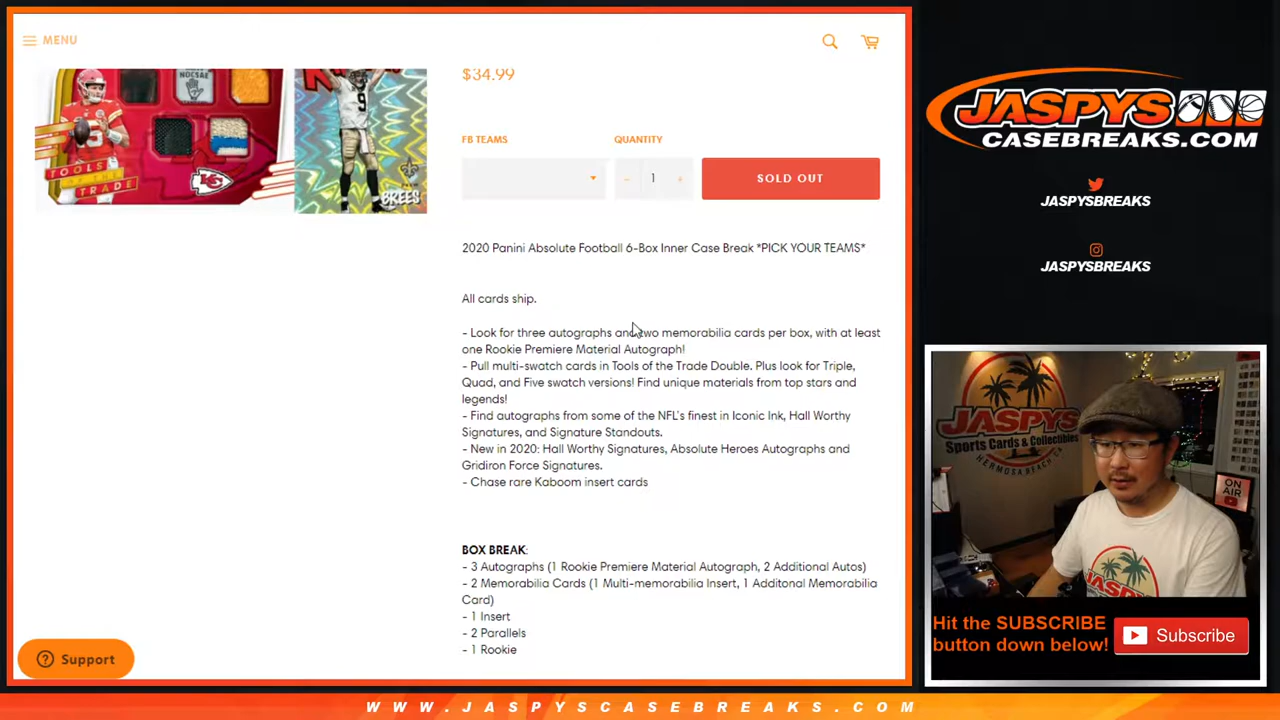 MENU
$34.99
NOCSAE
TOOLS
OF THE
TRADE
BREES
FB TEAMS
QUANTITY
− 1 +
SOLD OUT
2020 Panini Absolute Football 6-Box Inner Case Break *PICK YOUR TEAMS*
All cards ship.
- Look for three autographs and two memorabilia cards per box, with at least
one Rookie Premiere Material Autograph!
- Pull multi-swatch cards in Tools of the Trade Double. Plus look for Triple,
Quad, and Five swatch versions! Find unique materials from top stars and
legends!
- Find autographs from some of the NFL's finest in Iconic Ink, Hall Worthy
Signatures, and Signature Standouts.
- New in 2020: Hall Worthy Signatures, Absolute Heroes Autographs and
Gridiron Force Signatures.
- Chase rare Kaboom insert cards
BOX BREAK:
- 3 Autographs (1 Rookie Premiere Material Autograph, 2 Additional Autos)
- 2 Memorabilia Cards (1 Multi-memorabilia Insert, 1 Additonal Memorabilia
Card)
- 1 Insert
- 2 Parallels
- 1 Rookie
Support
JASPYS
CASEBREAKS.COM
JASPYSBREAKS
JASPYSBREAKS
JASPYS
Sports Cards & Collectibles
HERMOSA BEACH, CA
ON
AIR
JASPYS
Hit the SUBSCRIBE
button down below!
Subscribe
WWW.JASPYSCASEBREAKS.COM